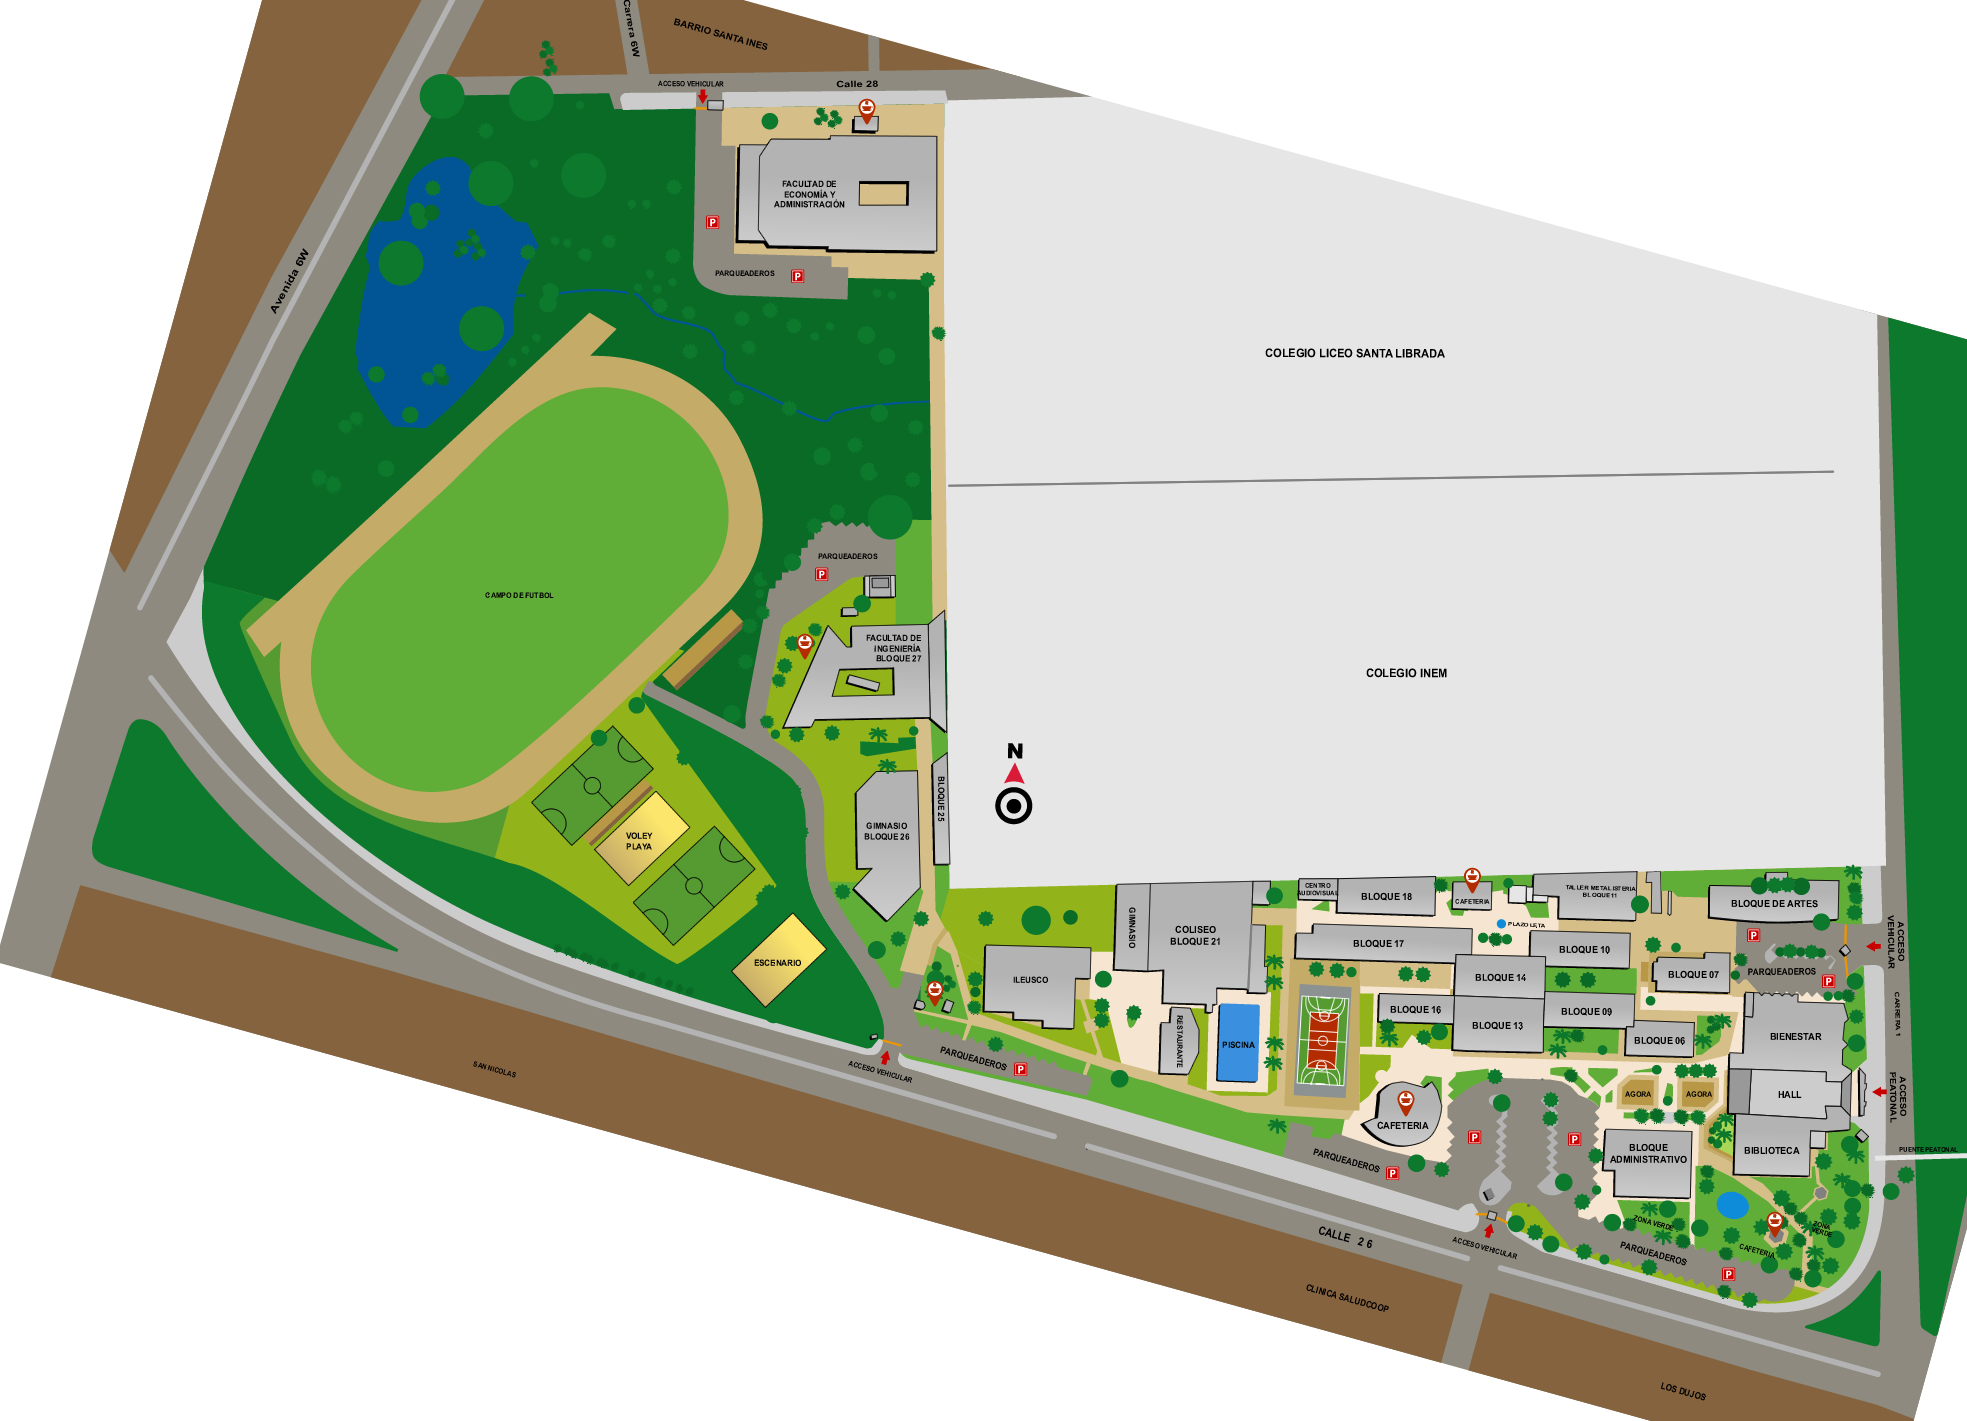 BARRIO SANTA INES
Carrera 6W
ACCESO VEHICULAR
Calle 28
FACULTAD DE
ECONOMÍA Y
ADMINISTRACIÓN
P
PARQUEADEROS
P
Avenida 6W
COLEGIO LICEO SANTA LIBRADA
PARQUEADEROS
P
CAMPO DE FUTBOL
FACULTAD DE
INGENIERÍA
BLOQUE 27
COLEGIO INEM
N
BLOQUE 25
GIMNASIO
BLOQUE 26
VOLEY
PLAYA
ESCENARIO
GIMNASIO
COLISEO
BLOQUE 21
ILEUSCO
RESTAURANTE
PISCINA
CENTRO
AUDIOVISUAL
BLOQUE 18
CAFETERIA
TALLER METALISTERIA
BLOQUE 11
BLOQUE DE ARTES
PLAZOLETA
BLOQUE 17
BLOQUE 10
P
ACCESO
VEHICULAR
BLOQUE 14
BLOQUE 07
PARQUEADEROS
P
BLOQUE 16
BLOQUE 13
BLOQUE 09
BLOQUE 06
BIENESTAR
CARRERA 1
HALL
ACCESO
PEATONAL
AGORA
AGORA
CAFETERIA
P
P
BLOQUE
ADMINISTRATIVO
BIBLIOTECA
PUENTE PEATONAL
PARQUEADEROS
P
PARQUEADEROS
P
ACCESO VEHICULAR
SAN NICOLAS
ZONA VERDE
ZONA
VERDE
CAFETERIA
PARQUEADEROS
P
ACCESO VEHICULAR
CALLE 26
CLINICA SALUDCOOP
LOS DUJOS